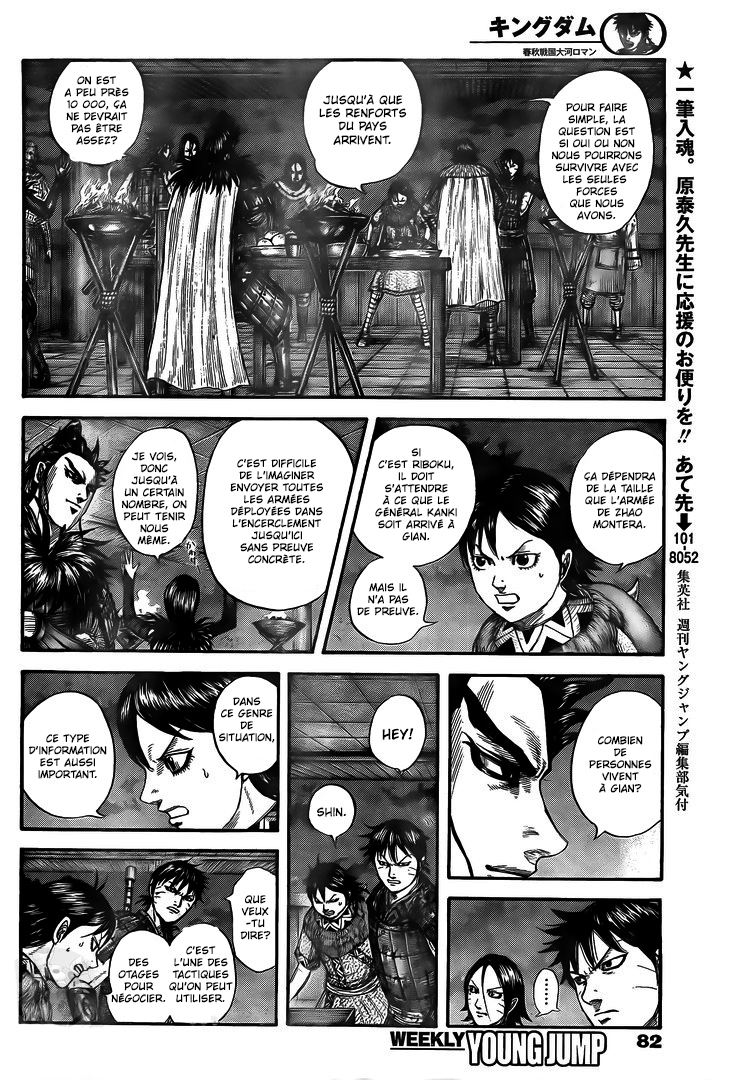 キングダム
春秋戦国大河ロマン
POUR FAIRE
SIMPLE, LA
QUESTION EST
SI OUI OU NON
NOUS POURRONS
SURVIVRE AVEC
LES SEULES
FORCES
QUE NOUS
AVONS.
JUSQU'À QUE
LES RENFORTS
DU PAYS
ARRIVENT.
ON EST
A PEU PRÈS
10 000, ÇA
NE DEVRAIT
PAS ÊTRE
ASSEZ?
ÇA DÉPENDRA
DE LA TAILLE
QUE L'ARMÉE
DE ZHAO
MONTERA.
SI
C'EST RIBOKU,
IL DOIT
S'ATTENDRE
À CE QUE LE
GÉNÉRAL KANKI
SOIT ARRIVÉ À
GIAN.
MAIS IL
N'A PAS
DE PREUVE.
C'EST DIFFICILE
DE L'IMAGINER
ENVOYER TOUTES
LES ARMÉES
DÉPLOYÉES DANS
L'ENCERCLEMENT
JUSQU'ICI
SANS PREUVE
CONCRÈTE.
JE VOIS,
DONC
JUSQU'À
UN CERTAIN
NOMBRE, ON
PEUT TENIR
NOUS
MÊME.
COMBIEN
DE
PERSONNES
VIVENT
À GIAN?
HEY!
SHIN.
DANS
CE GENRE
DE
SITUATION,
CE TYPE
D'INFORMATION
EST AUSSI
IMPORTANT.
......
QUE
VEUX
-TU
DIRE?
C'EST
L'UNE DES
TACTIQUES
QU'ON PEUT
UTILISER.
DES
OTAGES
POUR
NÉGOCIER.
★一筆入魂。原泰久先生に応援のお便りを!! あて先➡101 8052 集英社 週刊ヤングジャンプ編集部気付
WEEKLY YOUNG JUMP 82